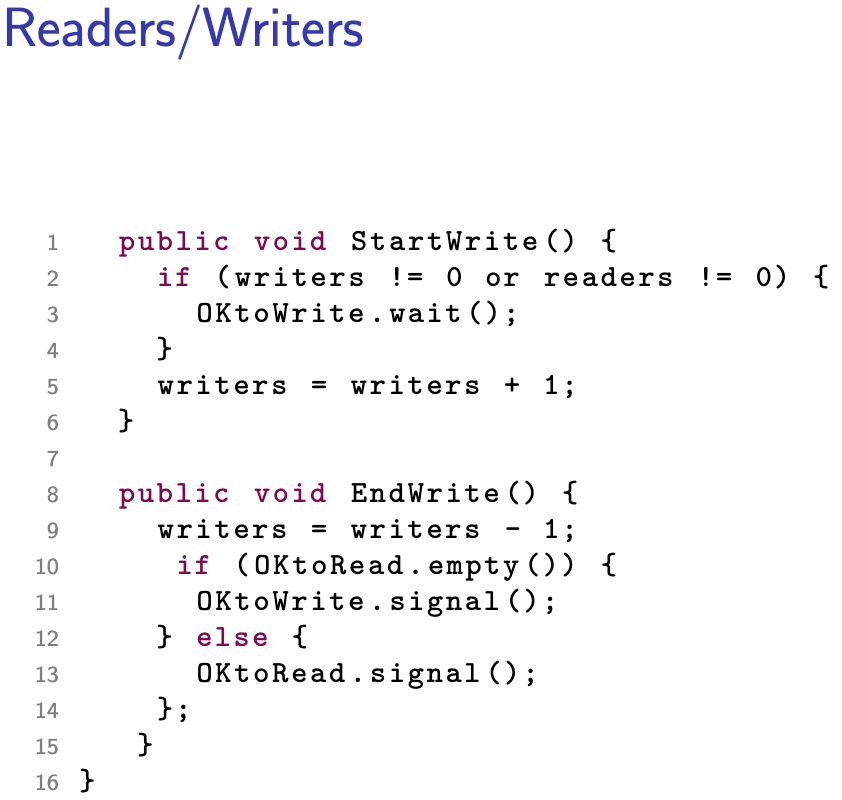 Readers/Writers
1 public void StartWrite() {
2 if (writers != 0 or readers != 0) {
3 OKtoWrite.wait();
4 }
5 writers = writers + 1;
6 }
7
8 public void EndWrite() {
9 writers = writers - 1;
10 if (OKtoRead.empty()) {
11 OKtoWrite.signal();
12 } else {
13 OKtoRead.signal();
14 };
15 }
16 }